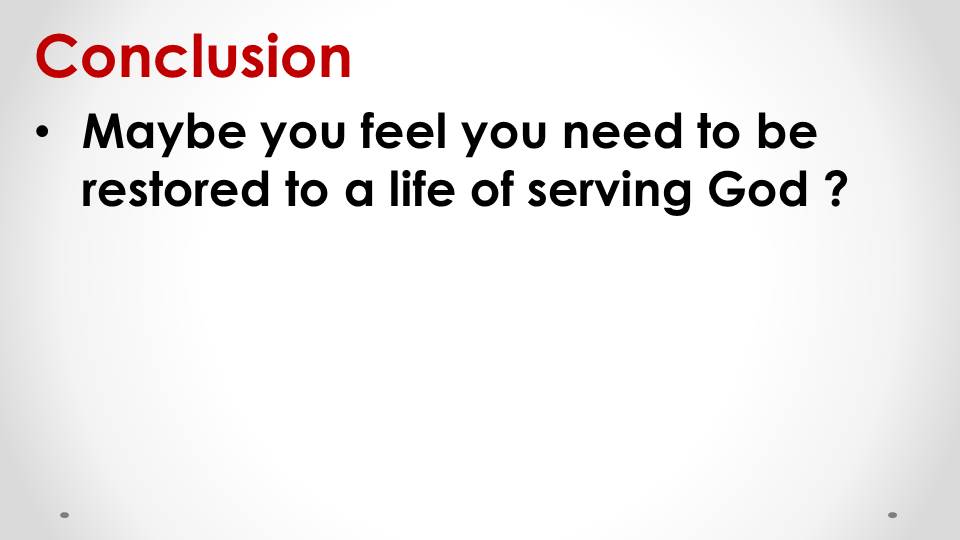 Conclusion
• Maybe you feel you need to be
restored to a life of serving God ?